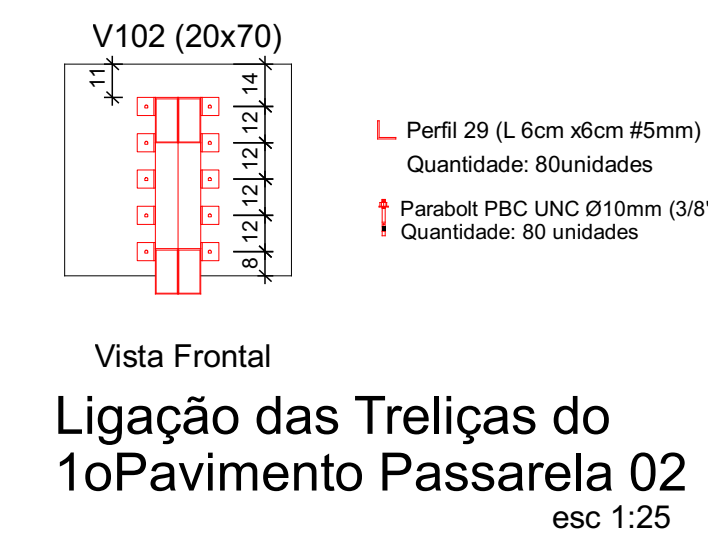 V102 (20x70)
11
14
12
12
12
12
8
Perfil 29 (L 6cm x6cm #5mm)
Quantidade: 80unidades
Parabolt PBC UNC Ø10mm (3/8"
Quantidade: 80 unidades
Vista Frontal
Ligação das Treliças do
1oPavimento Passarela 02
esc 1:25